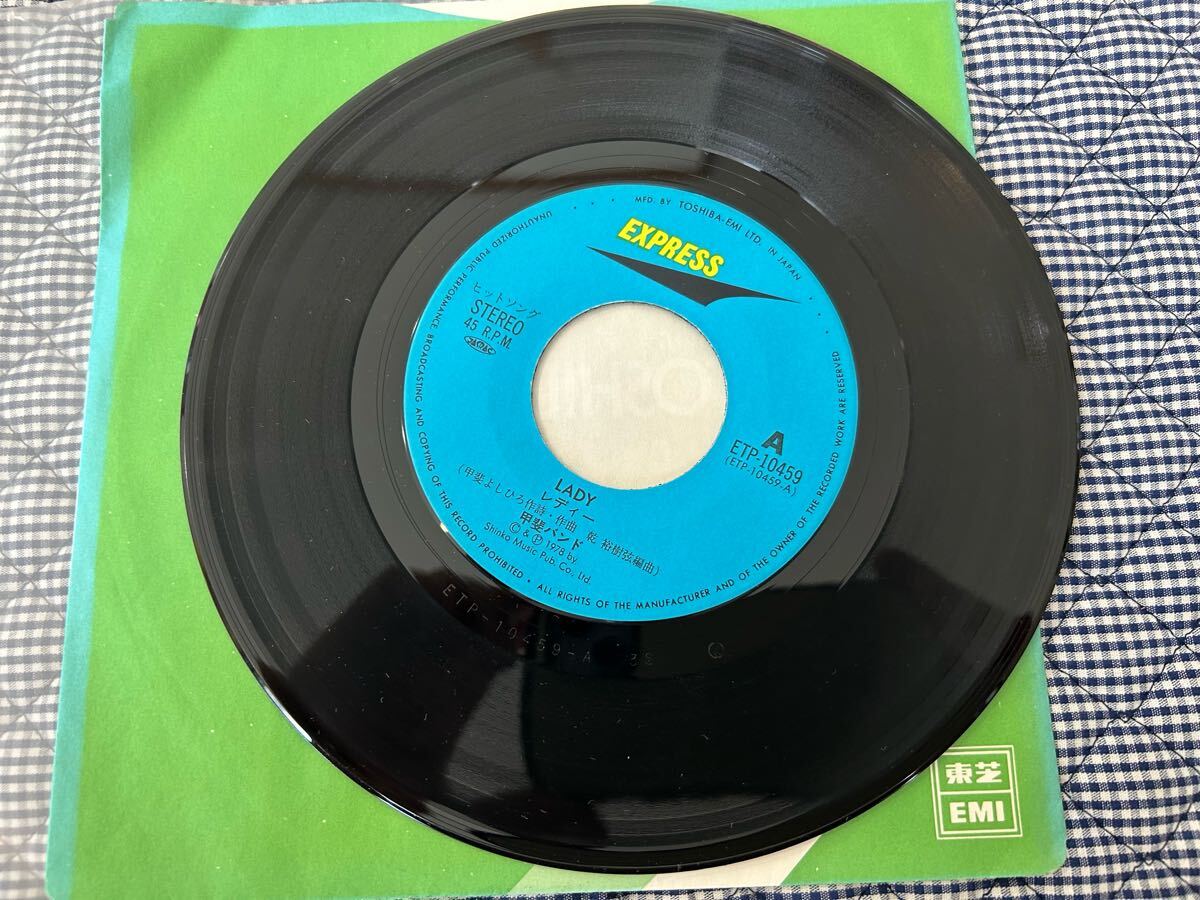 MFD. BY TOSHIBA-EMI LTD. IN JAPAN
EXPRESS
ヒットソング
STEREO
45 R.P.M.
JASRAC
A
ETP-10459
(ETP-10459-A)
LADY
レディー
(甲斐よしひろ作詩・作曲 乾 裕樹弦編曲)
甲斐バンド
Ⓒ & Ⓟ 1978 by.
Shinko Music Pub. Co., Ltd.
UNAUTHORIZED PUBLIC PERFORMANCE BROADCASTING AND COPYING OF THIS RECORD PROHIBITED • ALL RIGHTS OF THE MANUFACTURER AND OF THE OWNER OF THE RECORDED WORK ARE RESERVED
ETP-10459-A
東芝
EMI